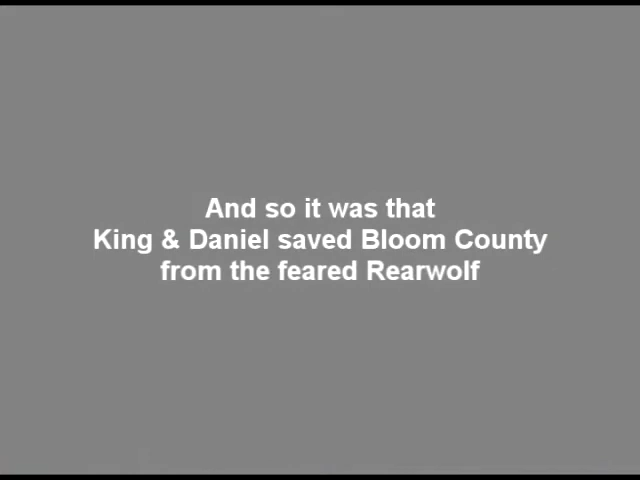 And so it was that
King & Daniel saved Bloom County
from the feared Rearwolf